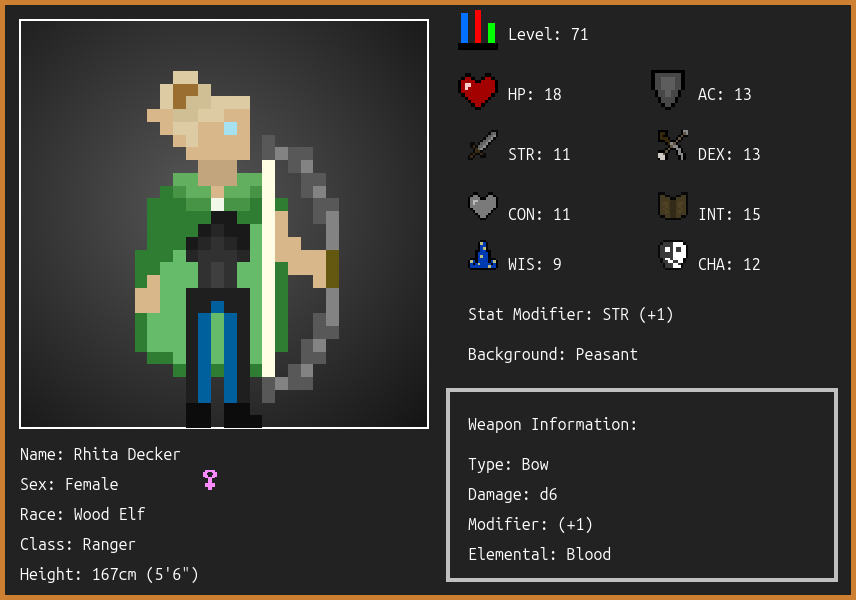 Level: 71
HP: 18
AC: 13
STR: 11
DEX: 13
CON: 11
INT: 15
WIS: 9
CHA: 12
Stat Modifier: STR (+1)
Background: Peasant
Weapon Information:
Type: Bow
Damage: d6
Modifier: (+1)
Elemental: Blood
Name: Rhita Decker
Sex: Female
Race: Wood Elf
Class: Ranger
Height: 167cm (5'6")